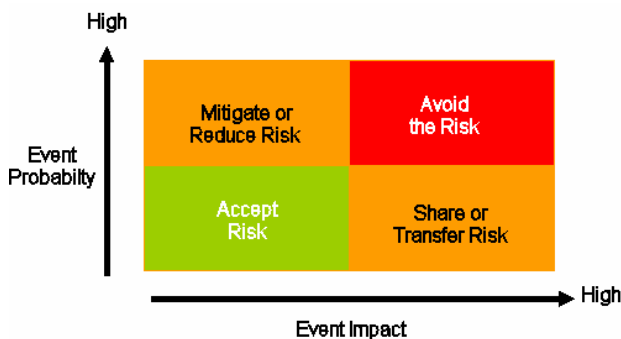 High
Mitigate or
Reduce Risk
Avoid
the Risk
Event
Probabilty
Accept
Risk
Share or
Transfer Risk
High
Event Impact